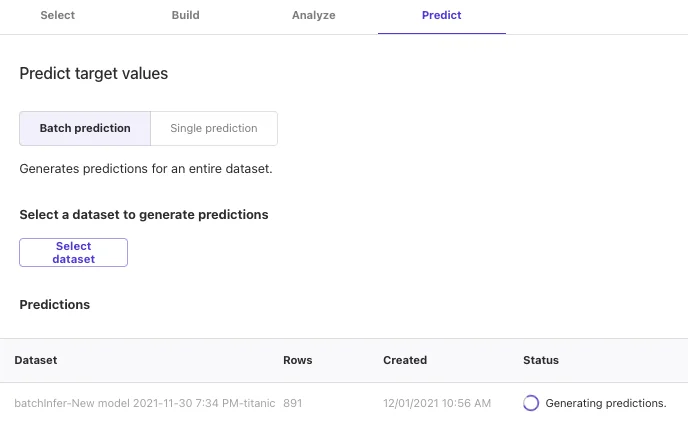 Select Build Analyze Predict
Predict target values
Batch prediction Single prediction
Generates predictions for an entire dataset.
Select a dataset to generate predictions
Select
dataset
Predictions
Dataset Rows Created Status
batchInfer-New model 2021-11-30 7:34 PM-titanic 891 12/01/2021 10:56 AM Generating predictions.